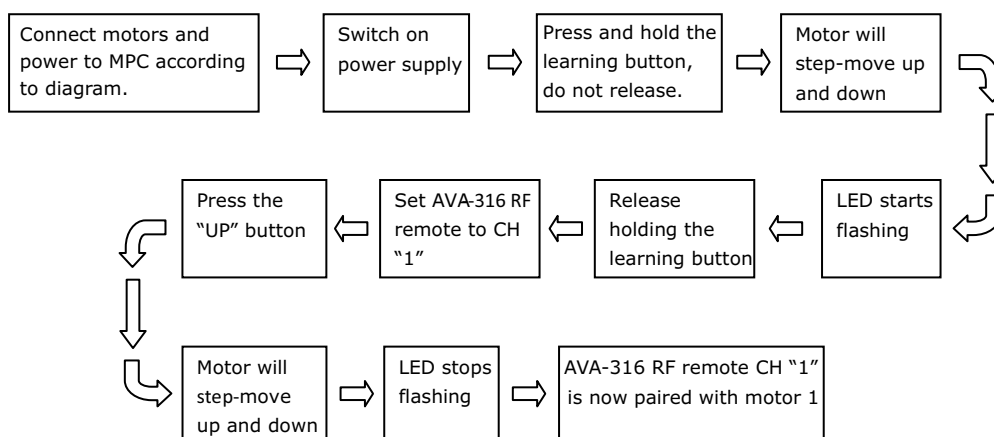 Connect motors and
power to MPC according
to diagram.
Switch on
power supply
Press and hold the
learning button,
do not release.
Motor will
step-move up
and down
LED starts
flashing
Release
holding the
learning button
Set AVA-316 RF
remote to CH
“1”
Press the
“UP” button
Motor will
step-move
up and down
LED stops
flashing
AVA-316 RF remote CH “1”
is now paired with motor 1